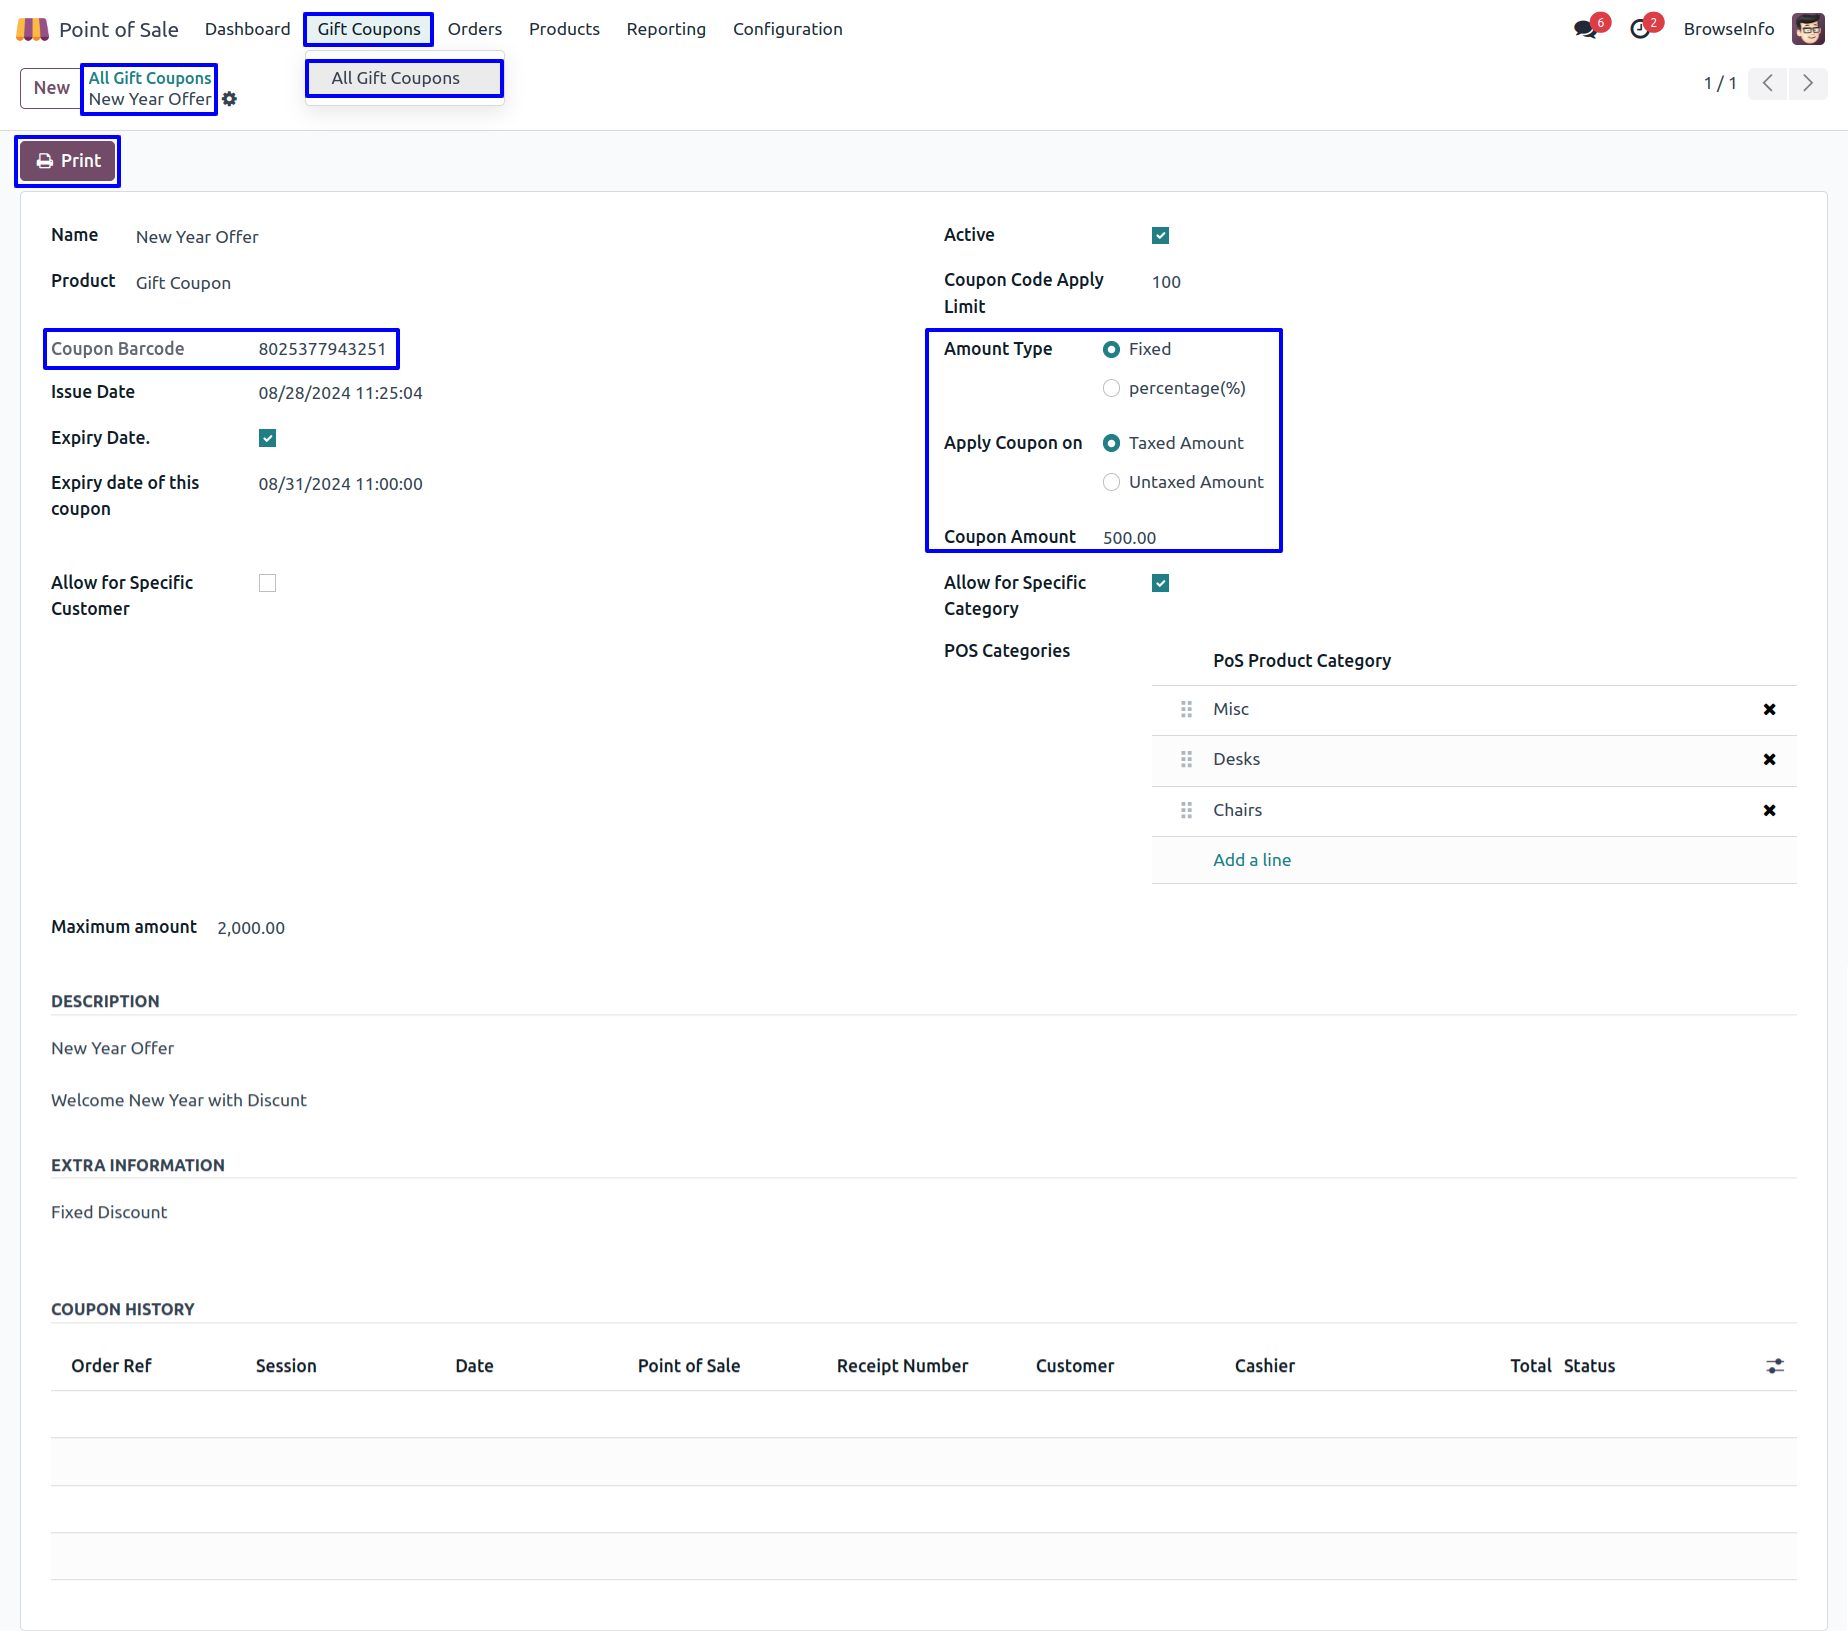 Point of Sale Dashboard Gift Coupons Orders Products Reporting Configuration 6 2 BrowseInfo
All Gift Coupons
New All Gift Coupons 1 / 1
New Year Offer
Print
Name New Year Offer Active
Product Gift Coupon Coupon Code Apply
Limit 100
Coupon Barcode 8025377943251 Amount Type Fixed
percentage(%)
Issue Date 08/28/2024 11:25:04
Expiry Date. Apply Coupon on Taxed Amount
Untaxed Amount
Expiry date of this
coupon 08/31/2024 11:00:00
Coupon Amount 500.00
Allow for Specific
Customer
Allow for Specific
Category
POS Categories PoS Product Category
Misc
Desks
Chairs
Add a line
Maximum amount 2,000.00
DESCRIPTION
New Year Offer
Welcome New Year with Discunt
EXTRA INFORMATION
Fixed Discount
COUPON HISTORY
Order Ref Session Date Point of Sale Receipt Number Customer Cashier Total Status